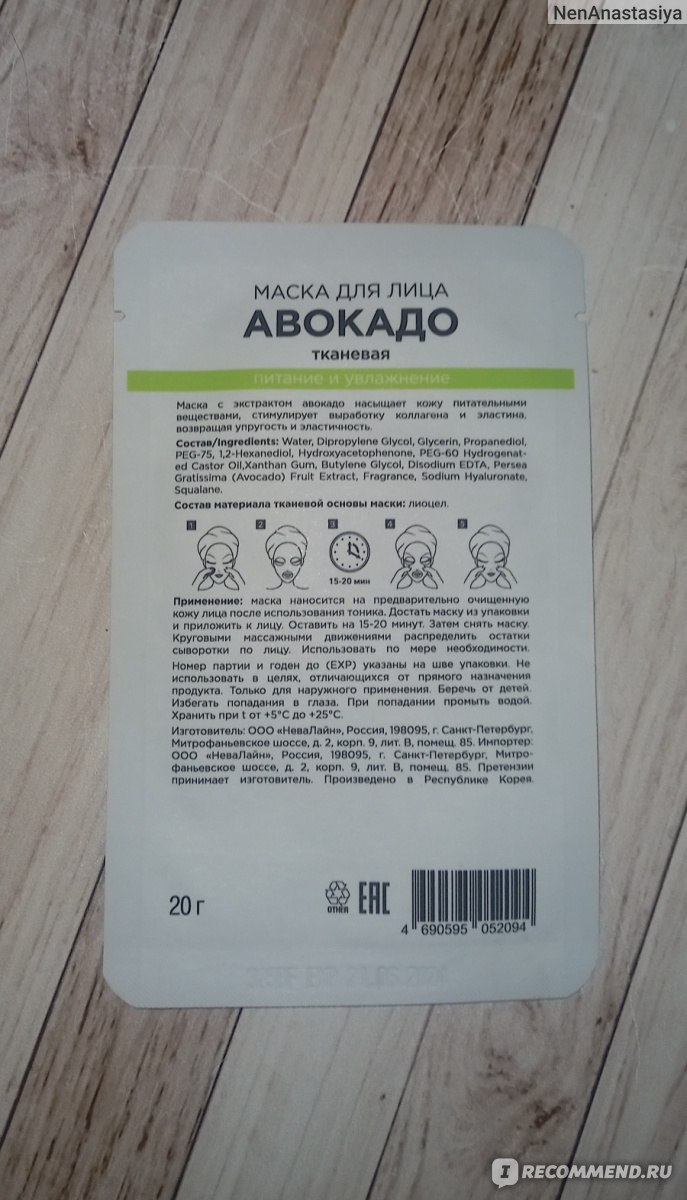 NenAnastasiya
МАСКА ДЛЯ ЛИЦА
АВОКАДО
тканевая
питание и увлажнение
Маска с экстрактом авокадо насыщает кожу питательными
веществами, стимулирует выработку коллагена и эластина,
возвращая упругость и эластичность.
Состав/Ingredients: Water, Dipropylene Glycol, Glycerin, Propanediol,
PEG-75, 1,2-Hexanediol, Hydroxyacetophenone, PEG-60 Hydrogenat-
ed Castor Oil,Xanthan Gum, Butylene Glycol, Disodium EDTA, Persea
Gratissima (Avocado) Fruit Extract, Fragrance, Sodium Hyaluronate,
Squalane.
Состав материала тканевой основы маски: лиоцел.
1 2 3 4 5
15-20 мин
Применение: маска наносится на предварительно очищенную
кожу лица после использования тоника. Достать маску из упаковки
и приложить к лицу. Оставить на 15-20 минут. Затем снять маску.
Круговыми массажными движениями распределить остатки
сыворотки по лицу. Использовать по мере необходимости.
Номер партии и годен до (EXP) указаны на шве упаковки. Не
использовать в целях, отличающихся от прямого назначения
продукта. Только для наружного применения. Беречь от детей.
Избегать попадания в глаза. При попадании промыть водой.
Хранить при t от +5°С до +25°С.
Изготовитель: ООО «НеваЛайн», Россия, 198095, г. Санкт-Петербург,
Митрофаньевское шоссе, д. 2, корп. 9, лит. В, помещ. 85. Импортер:
ООО «НеваЛайн», Россия, 198095, г. Санкт-Петербург, Митро-
фаньевское шоссе, д. 2, корп. 9, лит. В, помещ. 85. Претензии
принимает изготовитель. Произведено в Республике Корея.
20 г
OTHER
EAC
4 690595 052094
IRECOMMEND.RU